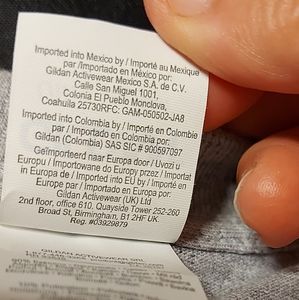 Imported into Mexico by / Importé au Mexique
par / Importado en México por:
Gildan Activewear Mexico S.A. de C.V.
Calle San Miguel 1001,
Colonia El Pueblo Monclova,
Coahuila 25730RFC: GAM-050502-JA8
Imported into Colombia by / Importé en Colombie
par / Importado en Colombia por:
Gildan (Colombia) SAS SIC# 900597097
Geïmporteerd naar Europa door / Uvozi u
Europu / Importowane do Europy przez / Importat
în Europa de / Imported into EU by / Importé en
Europe par / Importado en Europa por:
Gildan Activewear (UK) Ltd
2nd floor, office 610. Quayside Tower 252-260
Broad St, Birmingham, B1 2HF UK.
Reg. #03929879
GILDAN ACTIVEWEAR SRL